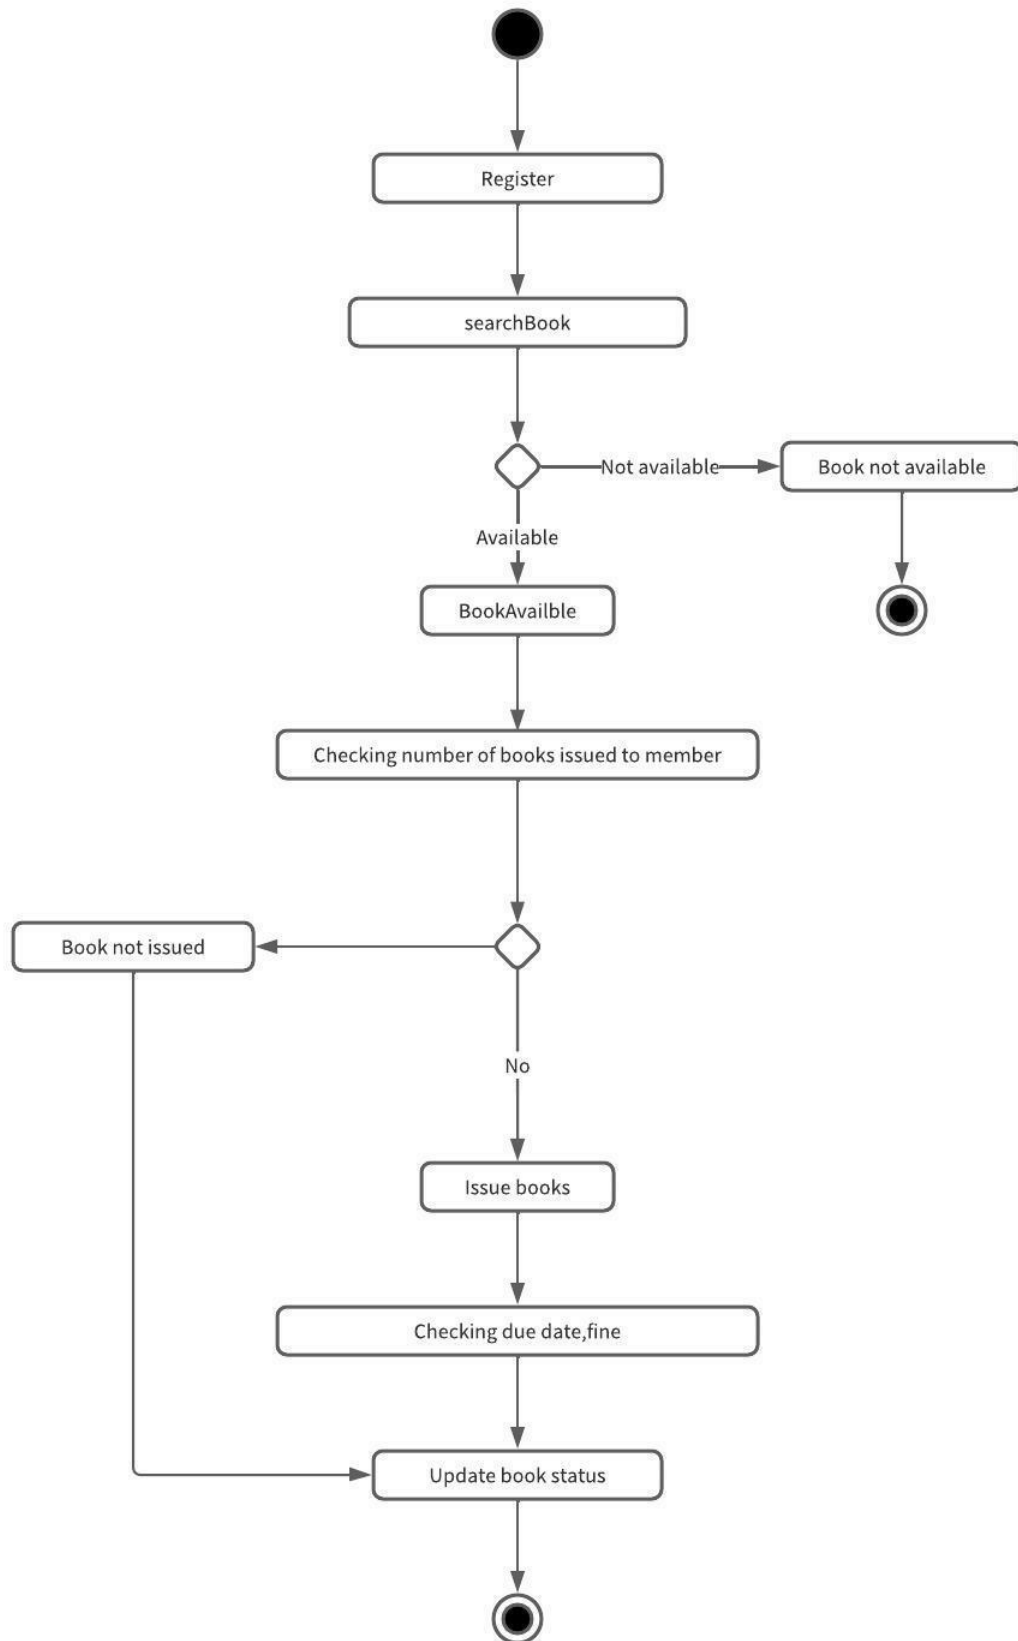 Register
searchBook
Not available
Book not available
Available
BookAvailble
Checking number of books issued to member
Book not issued
No
Issue books
Checking due date,fine
Update book status